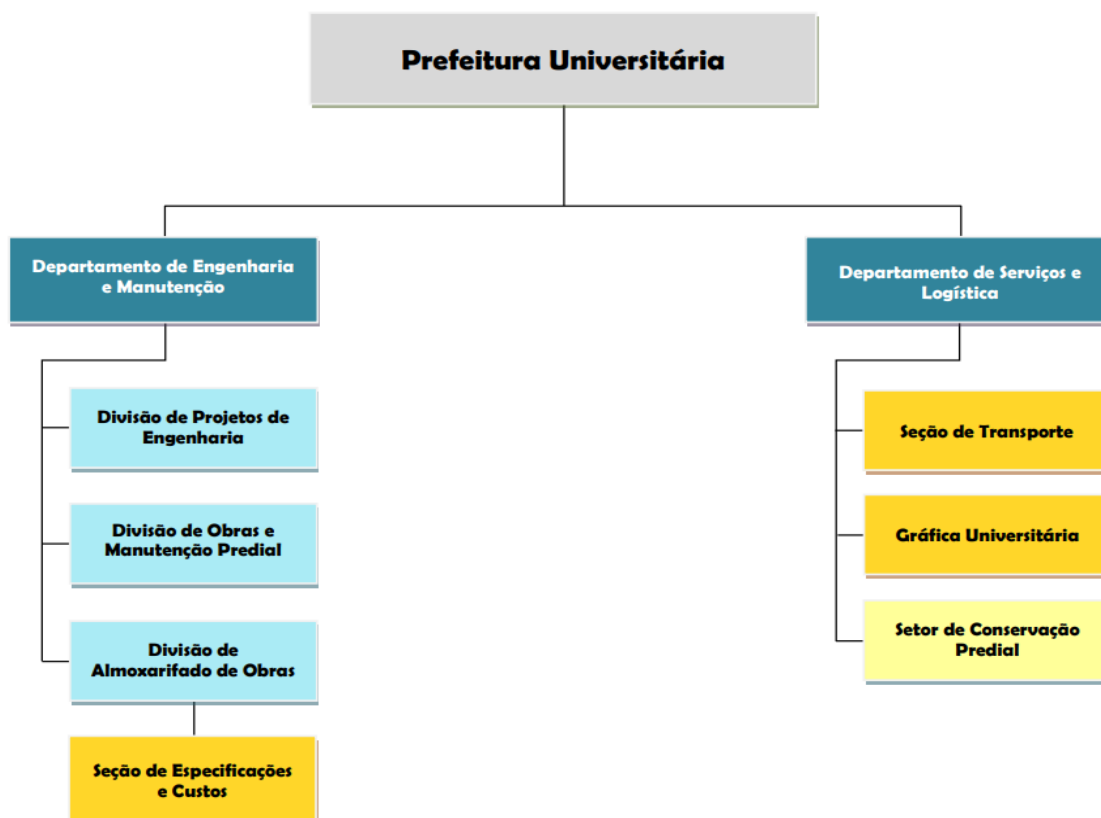 Prefeitura Universitária
Departamento de Engenharia
e Manutenção
Divisão de Projetos de
Engenharia
Divisão de Obras e
Manutenção Predial
Divisão de
Almoxarifado de Obras
Seção de Especificações
e Custos
Departamento de Serviços e
Logística
Seção de Transporte
Gráfica Universitária
Setor de Conservação
Predial